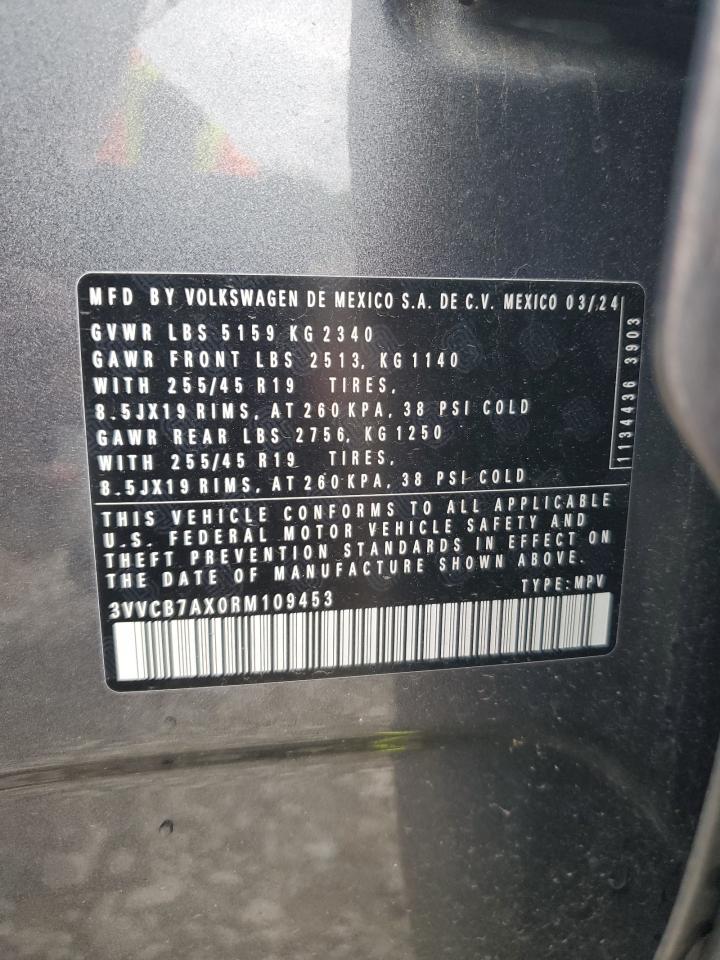 MFD BY VOLKSWAGEN DE MEXICO S.A. DE C.V. MEXICO 03/24
GVWR LBS 5159 KG 2340
GAWR FRONT LBS 2513, KG 1140
WITH 255/45 R19 TIRES,
8.5JX19 RIMS, AT 260 KPA, 38 PSI COLD
GAWR REAR LBS 2756, KG 1250
WITH 255/45 R19 TIRES,
8.5JX19 RIMS, AT 260 KPA, 38 PSI COLD
1134436 3903
THIS VEHICLE CONFORMS TO ALL APPLICABLE
U.S. FEDERAL MOTOR VEHICLE SAFETY AND
THEFT PREVENTION STANDARDS IN EFFECT ON
THE DATE OF MANUFACTURE SHOWN ABOVE.
TYPE: MPV
3VVCB7AX0RM109453